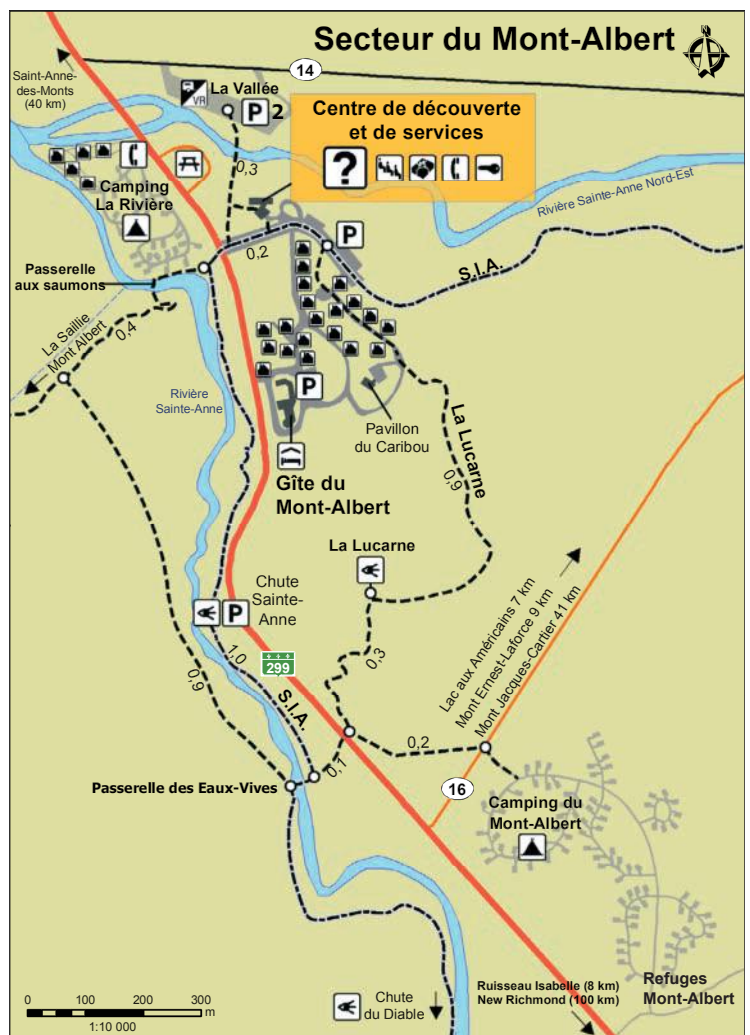 Secteur du Mont-Albert
14
Saint-Anne-
des-Monts
(40 km)
VR
La Vallée
P 2
Centre de découverte
et de services
?
0,3
Camping
La Rivière
Rivière Sainte-Anne Nord-Est
P
0,2
S.I.A.
Passerelle
aux saumons
La Saillie
Mont Albert
0,4
Rivière
Sainte-Anne
P
Pavillon
du Caribou
La Lucarne
0,9
Gîte du
Mont-Albert
La Lucarne
Chute
Sainte-
Anne
P
Lac aux Américains 7 km
Mont Ernest-Laforce 9 km
Mont Jacques-Cartier 41 km
0,3
1,0
299
0,9
S.I.A.
0,2
0,1
Passerelle des Eaux-Vives
16
Camping du
Mont-Albert
Refuges
Mont-Albert
Ruisseau Isabelle (8 km)
New Richmond (100 km)
Chute
du Diable
0 100 200 300
m
1:10 000